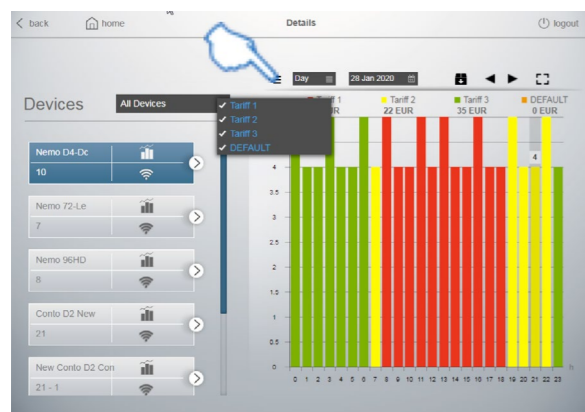 back
home
Details
logout
Day
28 Jan 2020
Devices
All Devices
Tariff 1
Tariff 2
Tariff 3
DEFAULT
Tariff 2
22 EUR
Tariff 3
35 EUR
DEFAULT
0 EUR
Nemo D4-Dc
10
Nemo 72-Le
7
Nemo 96HD
8
Conto D2 New
21
New Conto D2 Con
21 - 1
4
4
3.5
3
2.5
2
1.5
1
0.5
0
0 1 2 3 4 5 6 7 8 9 10 11 12 13 14 15 16 17 18 19 20 21 22 23
h